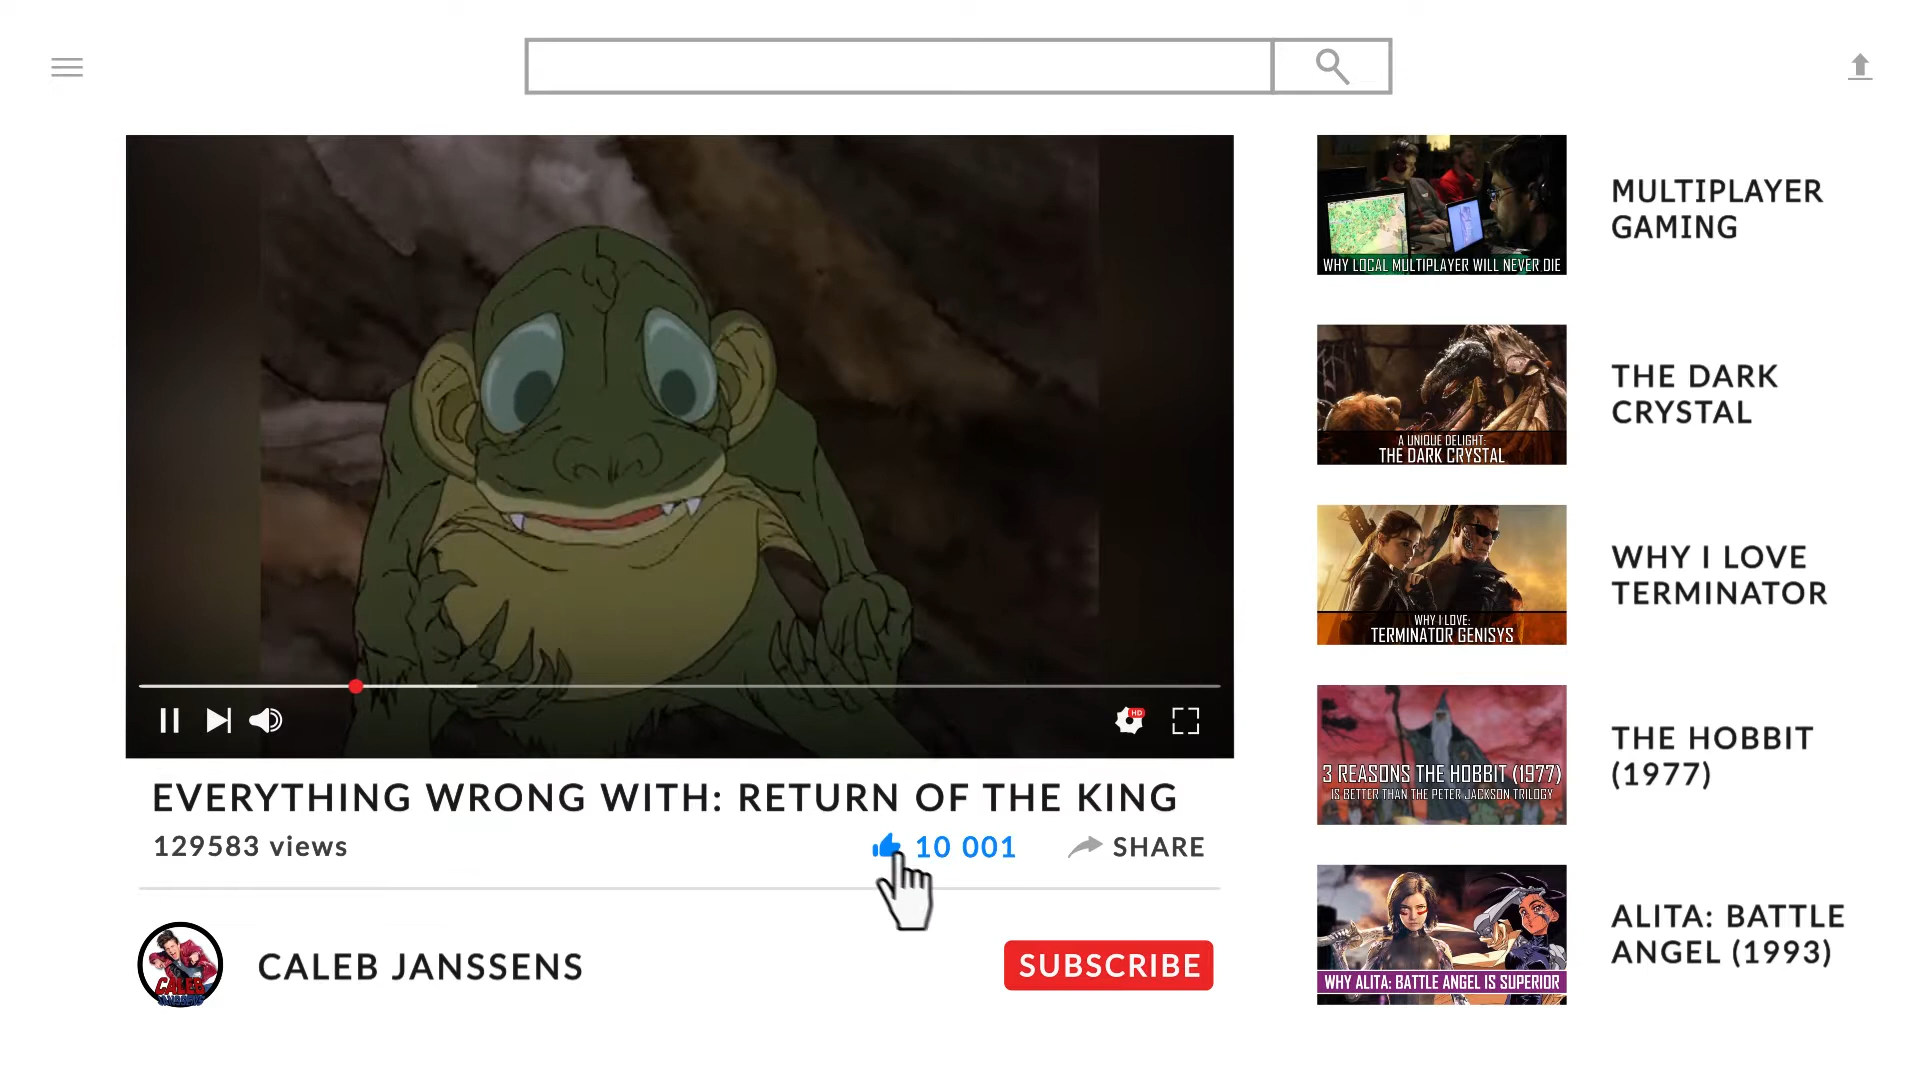 HD
EVERYTHING WRONG WITH: RETURN OF THE KING
129583 views
10 001
SHARE
CALEB
JANSSENS
CALEB JANSSENS
SUBSCRIBE
WHY LOCAL MULTIPLAYER WILL NEVER DIE
MULTIPLAYER
GAMING
A UNIQUE DELIGHT:
THE DARK CRYSTAL
THE DARK
CRYSTAL
WHY I LOVE:
TERMINATOR GENISYS
WHY I LOVE
TERMINATOR
3 REASONS THE HOBBIT (1977)
IS BETTER THAN THE PETER JACKSON TRILOGY
THE HOBBIT
(1977)
WHY ALITA: BATTLE ANGEL IS SUPERIOR
ALITA: BATTLE
ANGEL (1993)